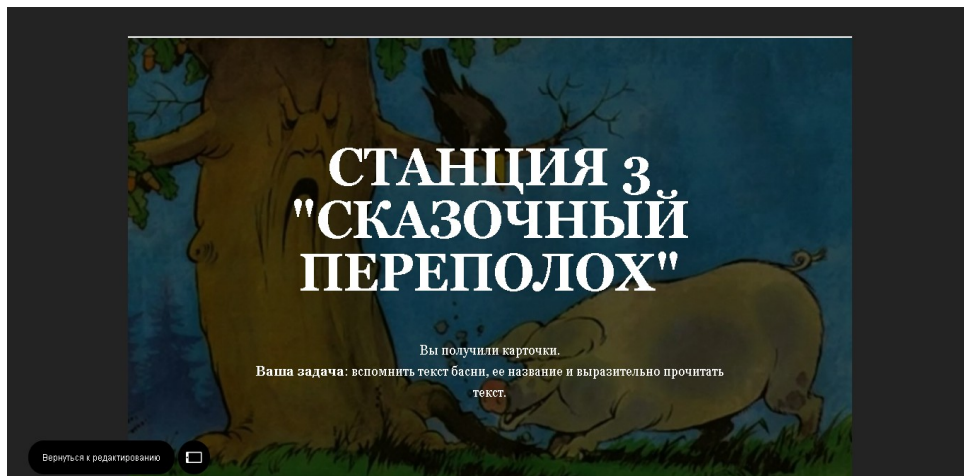 СТАНЦИЯ 3
"СКАЗОЧНЫЙ
ПЕРЕПОЛОХ"
Вы получили карточки.
Ваша задача: вспомнить текст басни, ее название и выразительно прочитать
текст.
Вернуться к редактированию